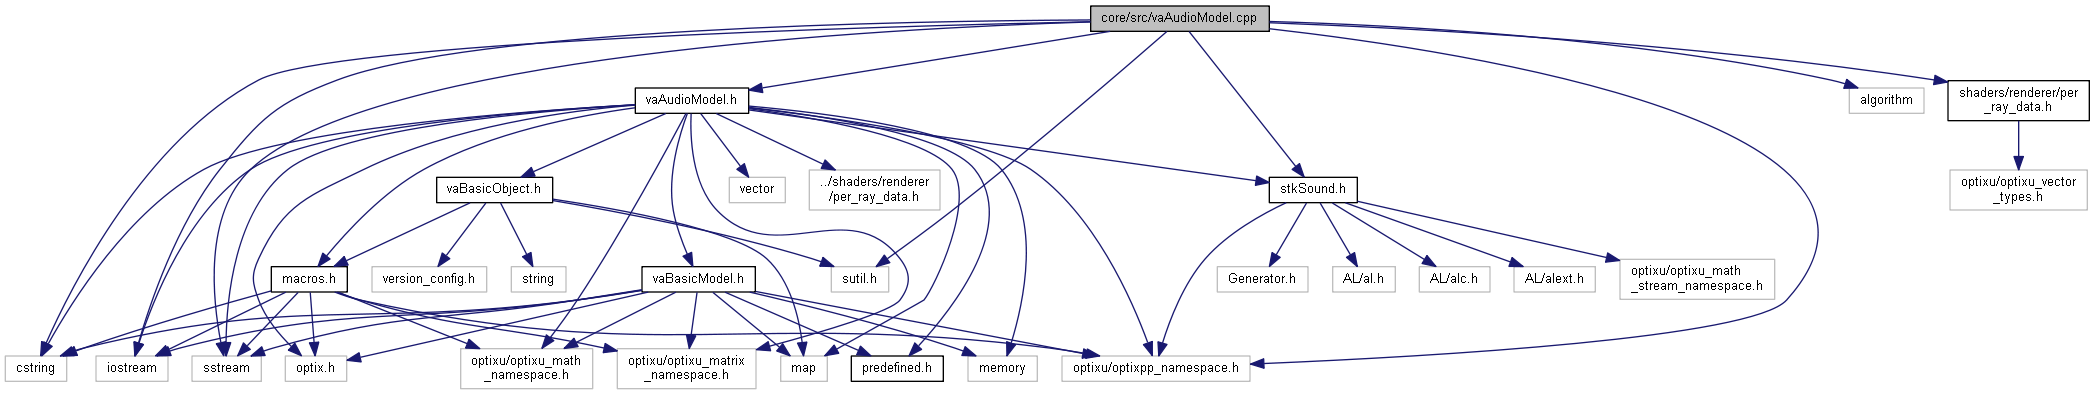 core/src/vaAudioModel.cpp
vaAudioModel.h
algorithm
shaders/renderer/per
_ray_data.h
vaBasicObject.h
vector
../shaders/renderer
/per_ray_data.h
stkSound.h
optixu/optixu_vector
_types.h
macros.h
version_config.h
string
vaBasicModel.h
sutil.h
Generator.h
AL/al.h
AL/alc.h
AL/alext.h
optixu/optixu_math
_stream_namespace.h
cstring
iostream
sstream
optix.h
optixu/optixu_math
_namespace.h
optixu/optixu_matrix
_namespace.h
map
predefined.h
memory
optixu/optixpp_namespace.h